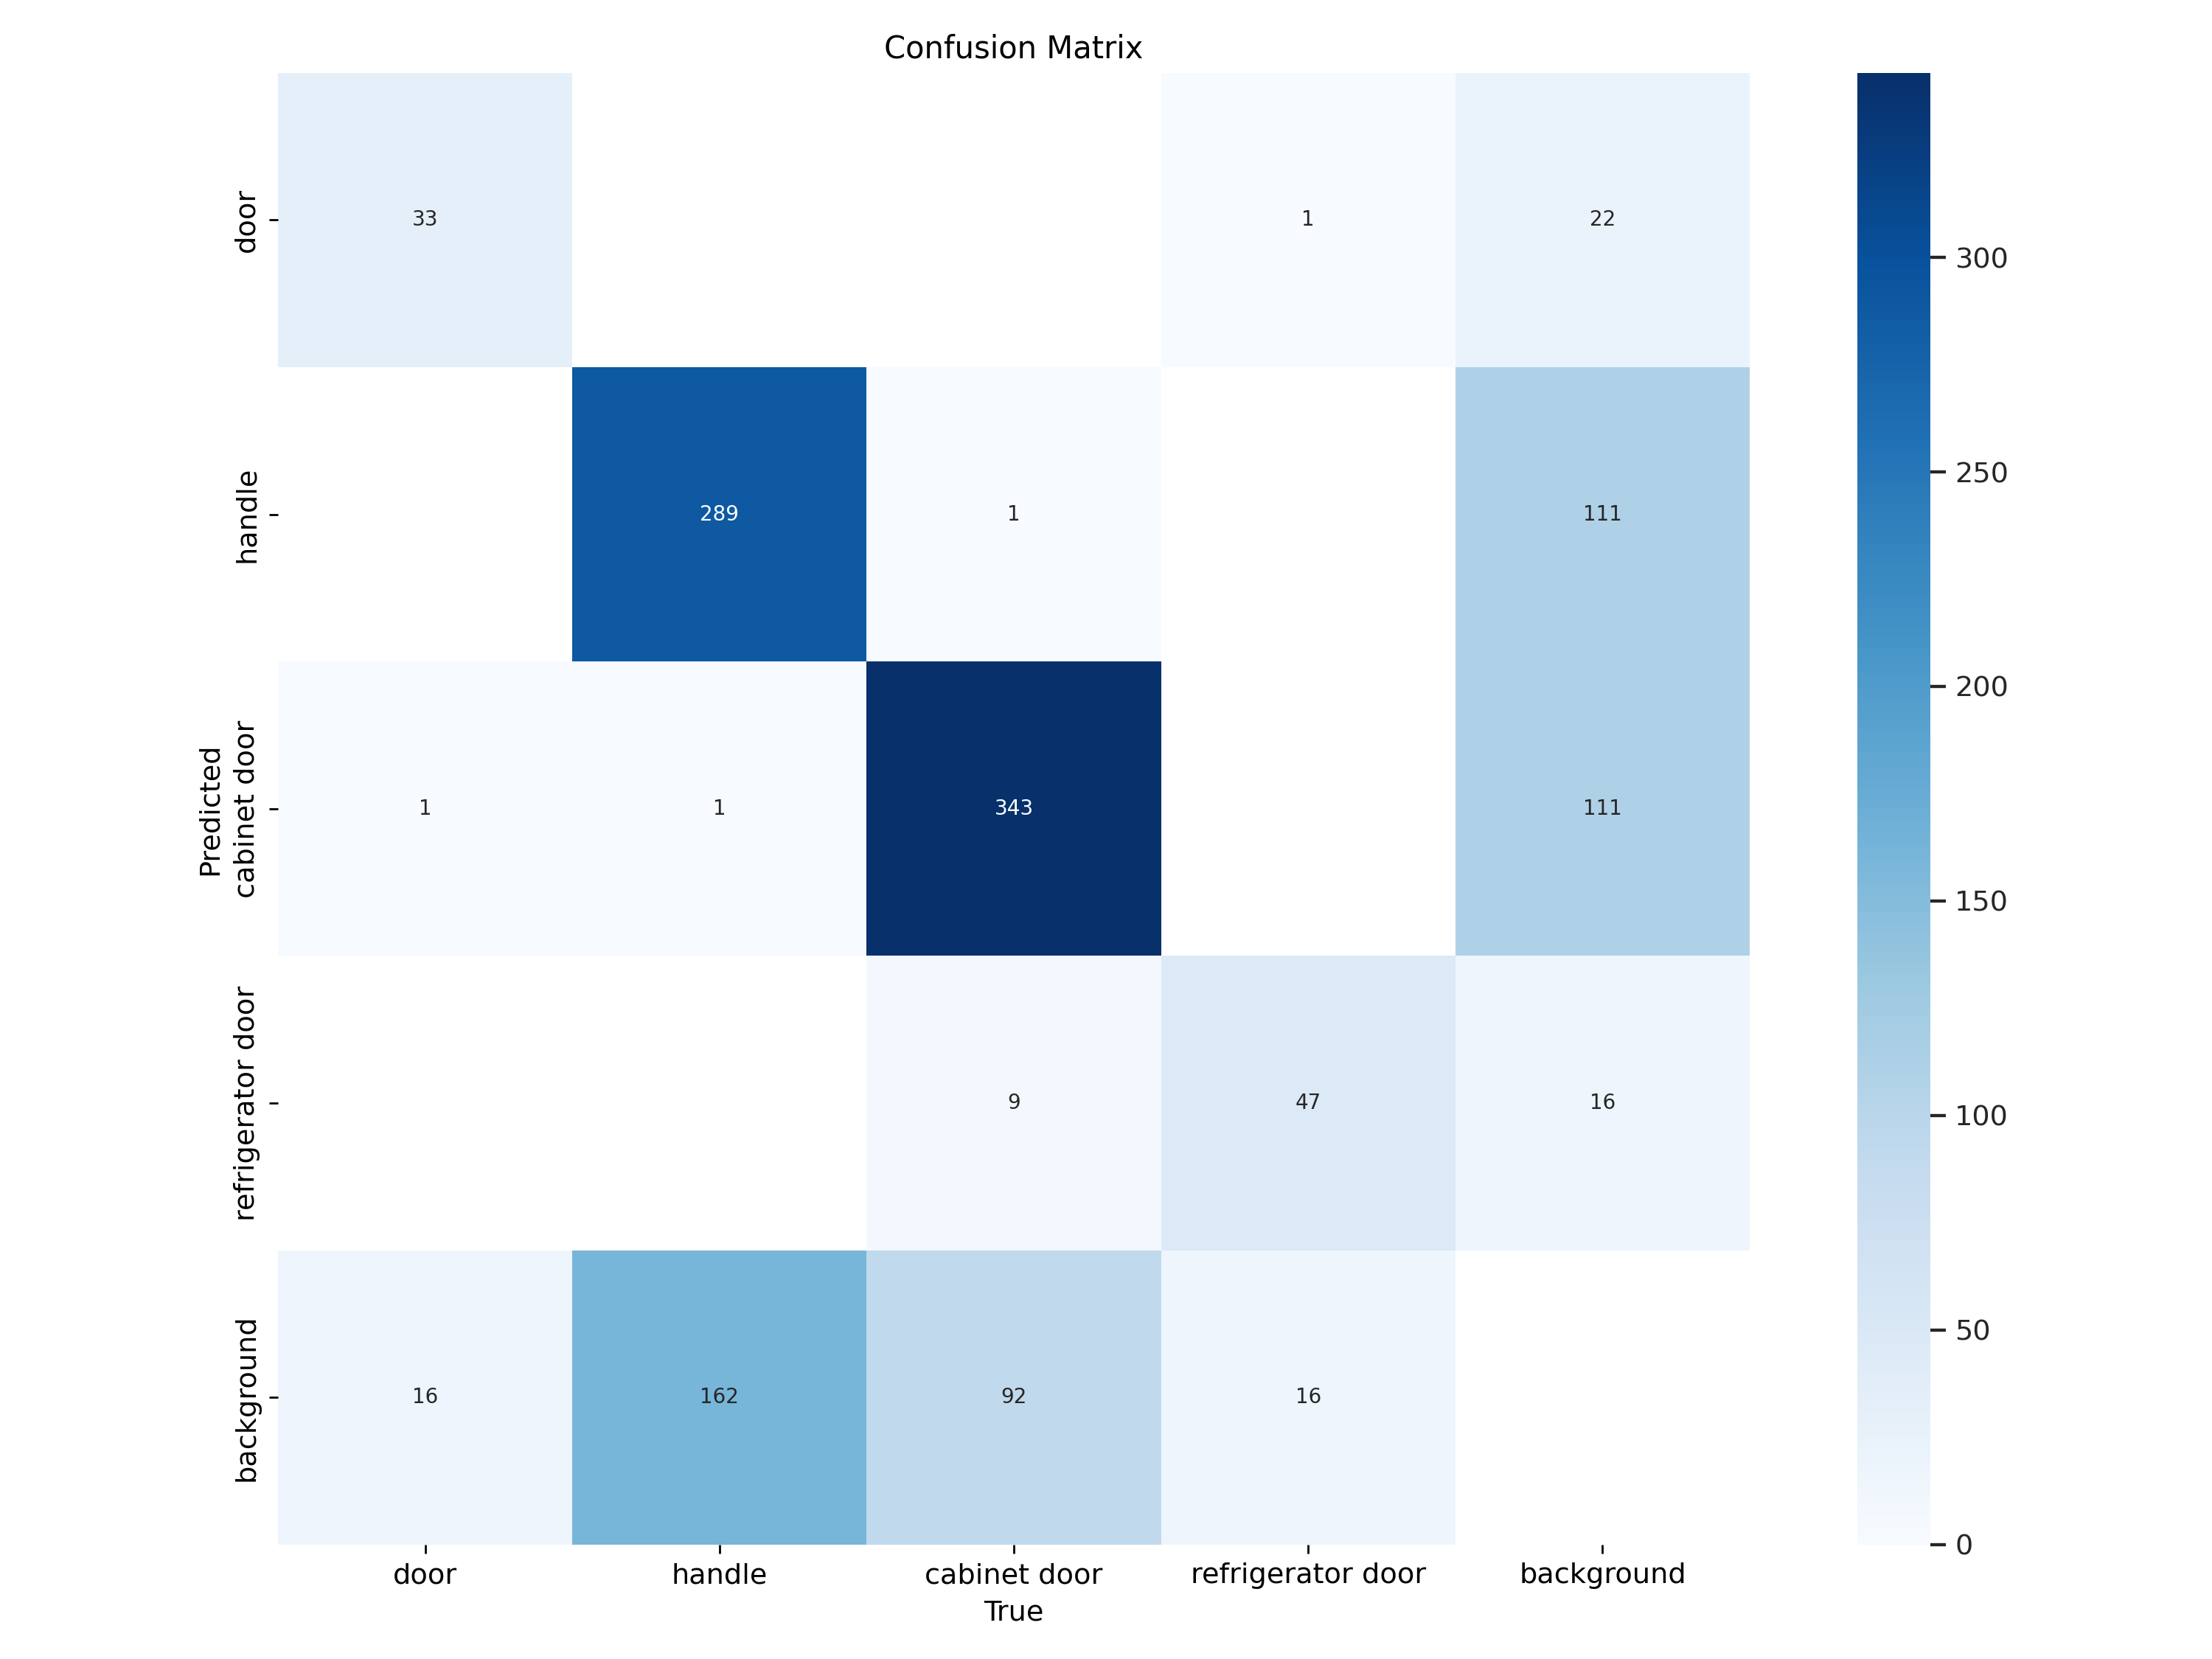 Confusion Matrix
door
33
1
22
handle
289
1
111
Predicted
cabinet door
1
1
343
111
refrigerator door
9
47
16
background
16
162
92
16
door
handle
cabinet door
refrigerator door
background
True
300
250
200
150
100
50
0